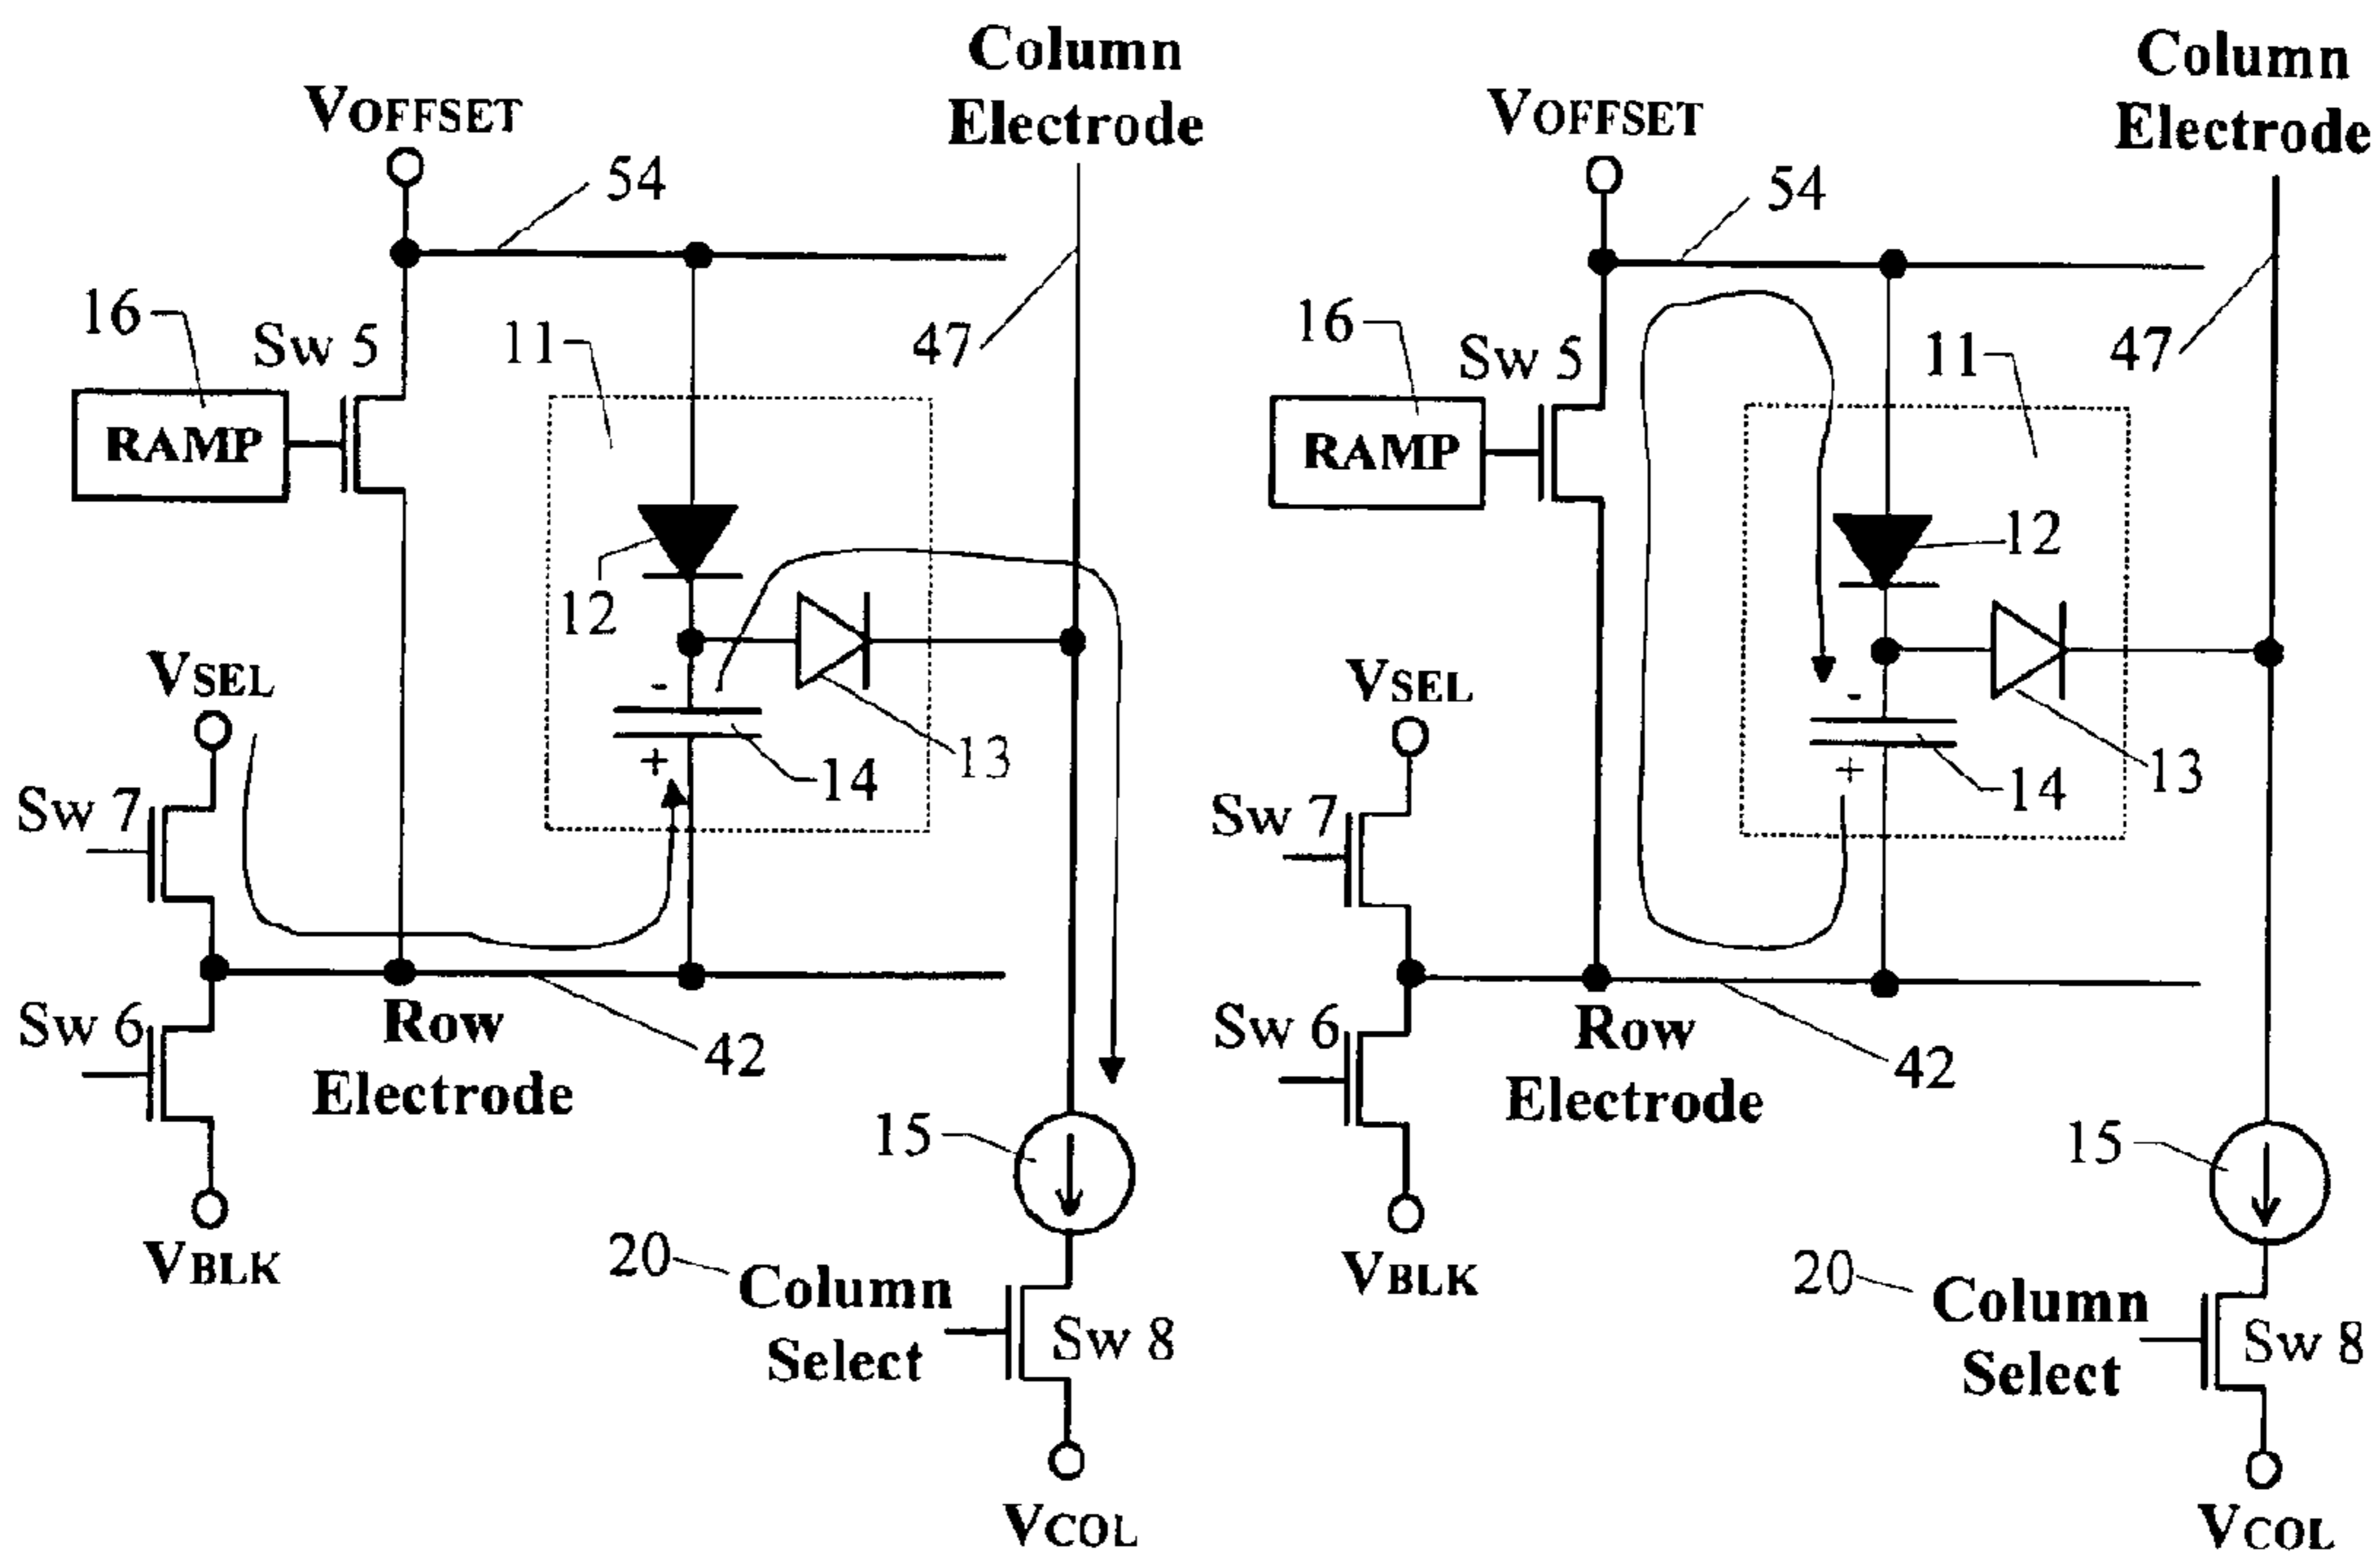 Column
Electrode
VOFFSET
54
16
Sw 5
11
47
RAMP
12
VSEL
-
+
14
13
Sw 7
Sw 6
Row
Electrode
42
15
VBLK
20
Column
Select
Sw 8
VCOL
Column
Electrode
VOFFSET
54
16
Sw 5
11
47
RAMP
12
VSEL
-
+
14
13
Sw 7
Sw 6
Row
Electrode
42
15
VBLK
20
Column
Select
Sw 8
VCOL